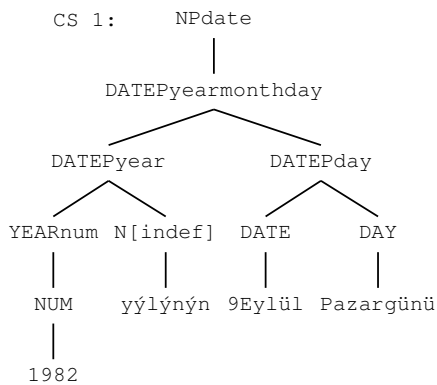 CS 1: NPdate
DATEPyearmonthday
DATEPyear DATEPday
YEARnum N[indef] DATE DAY
NUM yýlýnýn 9Eylül Pazargünü
1982